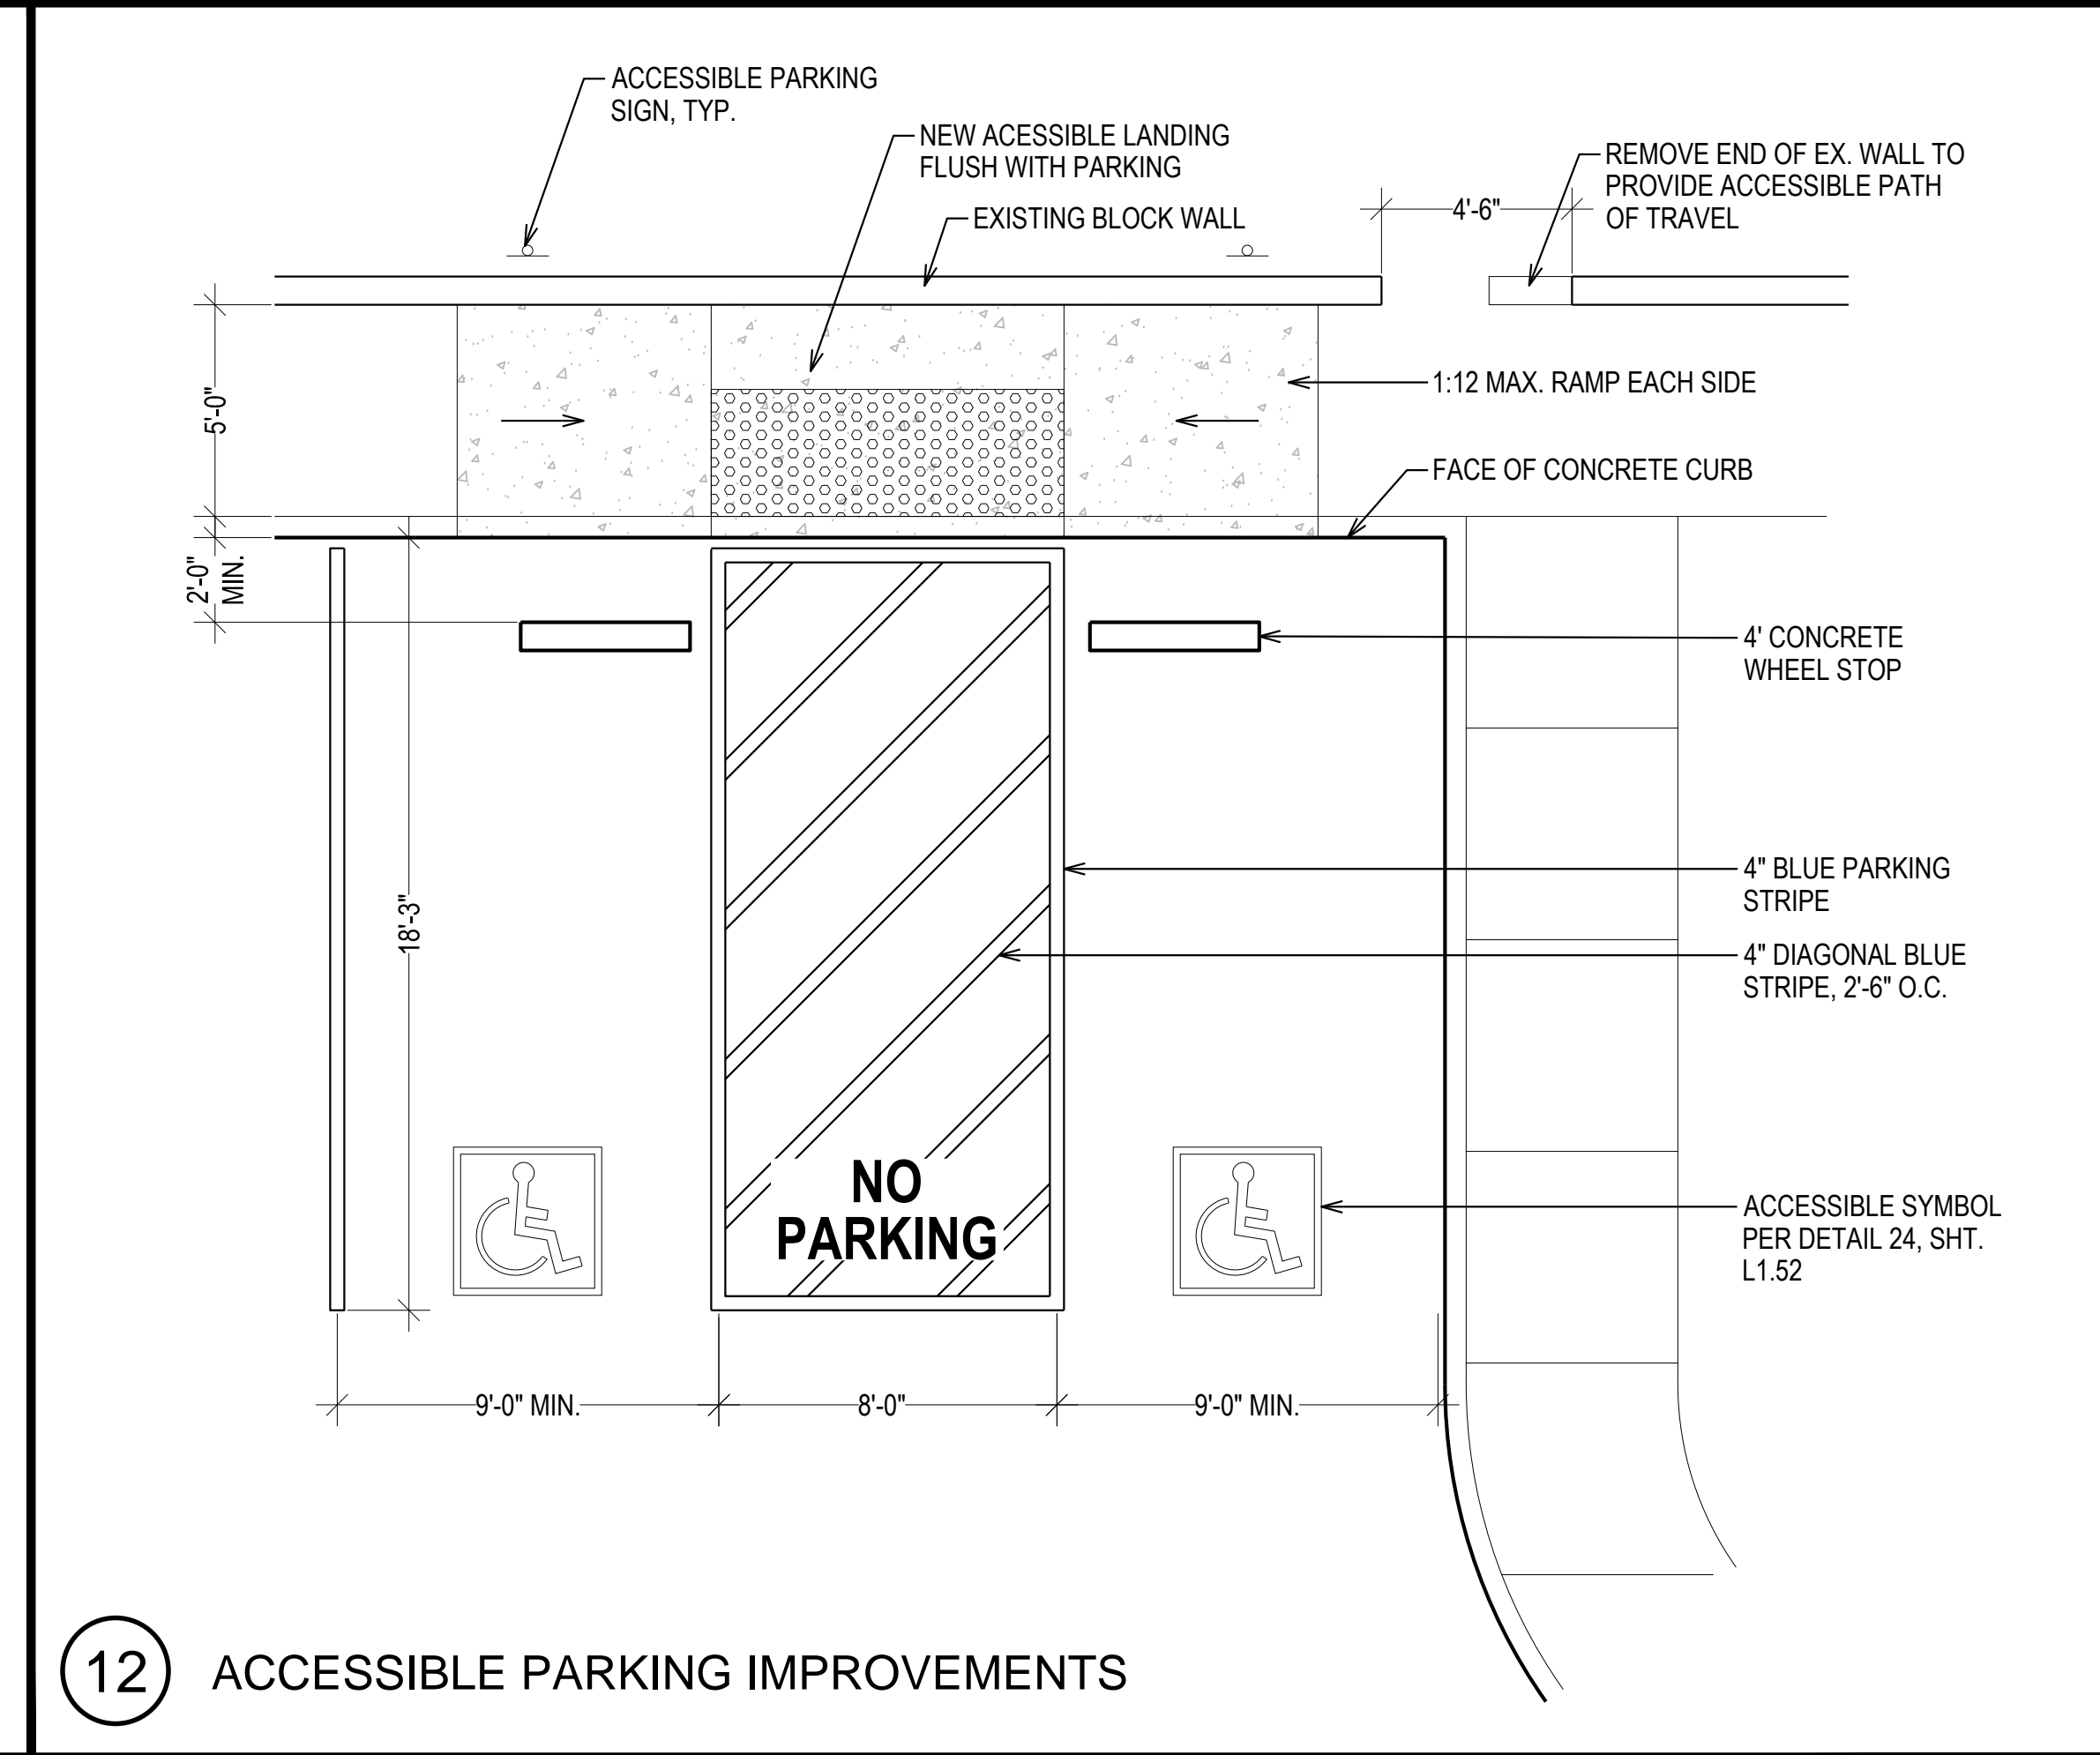 ACCESSIBLE PARKING
SIGN, TYP.
NEW ACESSIBLE LANDING
FLUSH WITH PARKING
EXISTING BLOCK WALL
4'-6"
REMOVE END OF EX. WALL TO
PROVIDE ACCESSIBLE PATH
OF TRAVEL
5'-0"
1:12 MAX. RAMP EACH SIDE
FACE OF CONCRETE CURB
2'-0"
MIN.
4' CONCRETE
WHEEL STOP
18'-3"
4" BLUE PARKING
STRIPE
4" DIAGONAL BLUE
STRIPE, 2'-6" O.C.
NO
PARKING
ACCESSIBLE SYMBOL
PER DETAIL 24, SHT.
L1.52
9'-0" MIN.
8'-0"
9'-0" MIN.
12
ACCESSIBLE PARKING IMPROVEMENTS